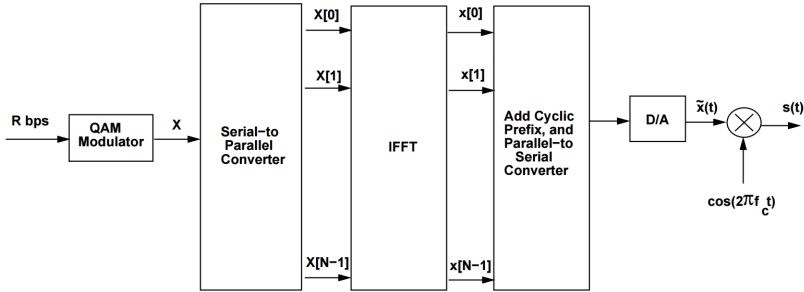 R bps
QAM
Modulator
X
Serial-to
Parallel
Converter
X[0]
X[1]
X[N-1]
IFFT
x[0]
x[1]
x[N-1]
Add Cyclic
Prefix, and
Parallel-to
Serial
Converter
D/A
x̃(t)
s(t)
cos(2πf_c t)